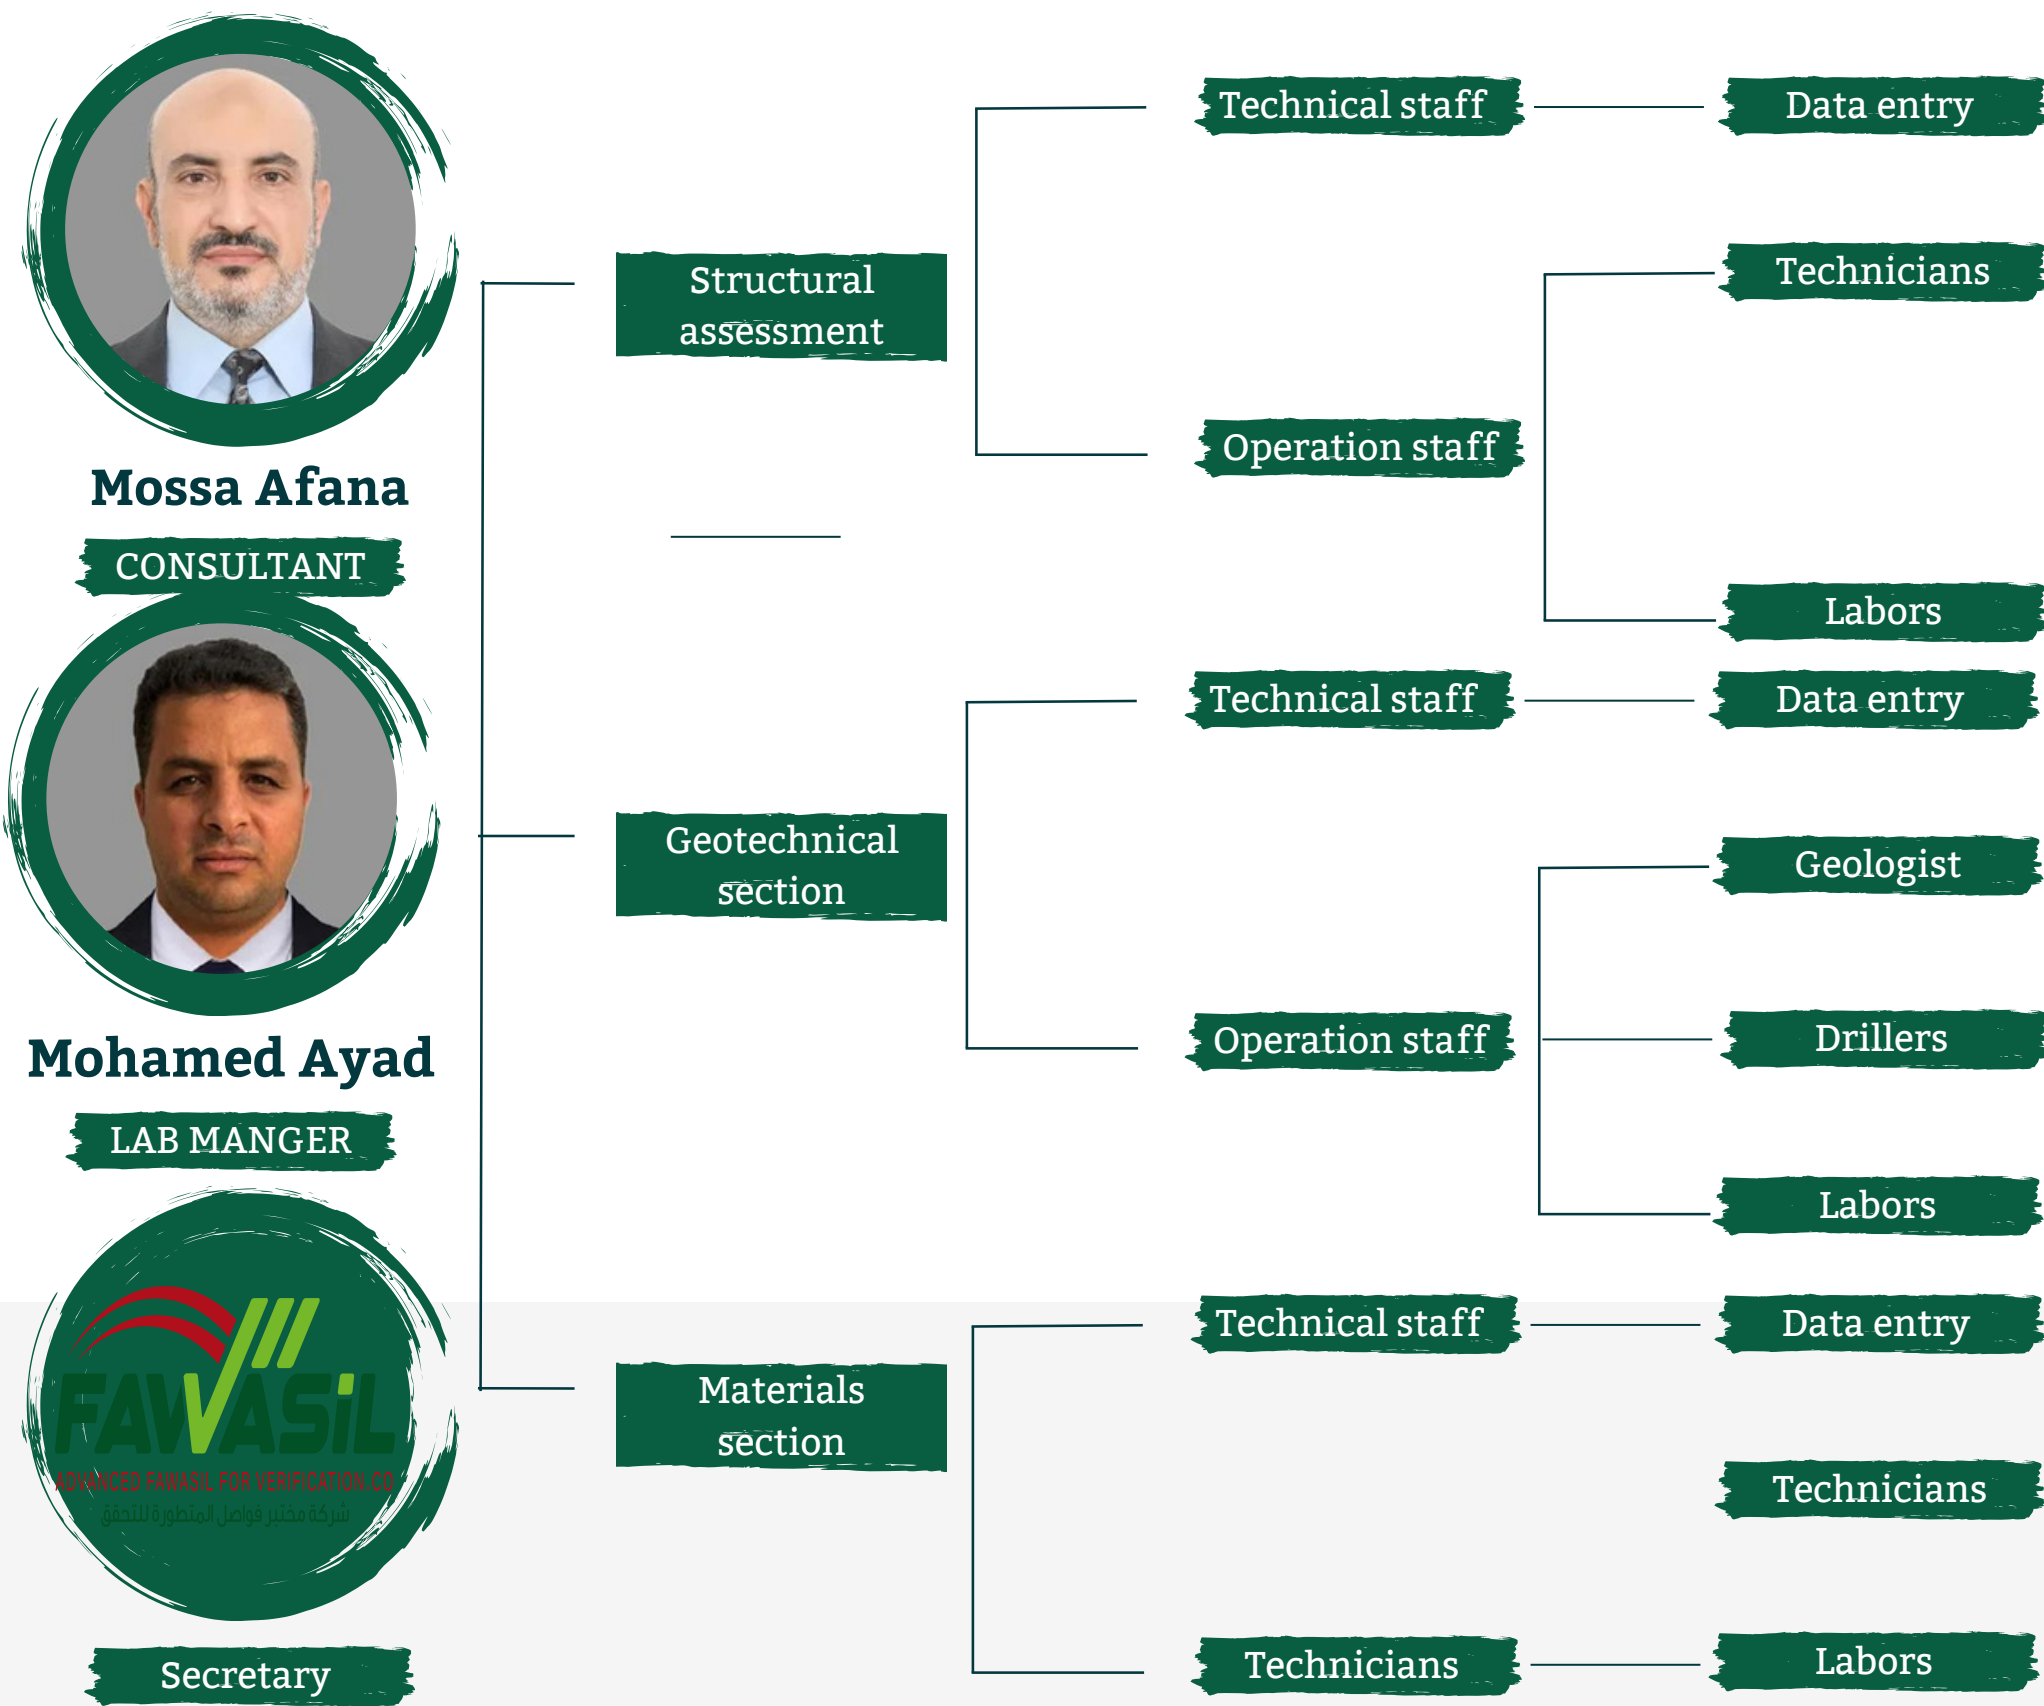 Mossa Afana
CONSULTANT
Mohamed Ayad
LAB MANGER
FAWASiL
ADVANCED FAWASIL FOR VERIFICATION.CO
شركة مختبر فواصل المتطورة للتحقق
Secretary
Structural
assessment
Technical staff
Data entry
Operation staff
Technicians
Labors
Geotechnical
section
Technical staff
Data entry
Operation staff
Geologist
Drillers
Labors
Materials
section
Technical staff
Data entry
Technicians
Technicians
Labors